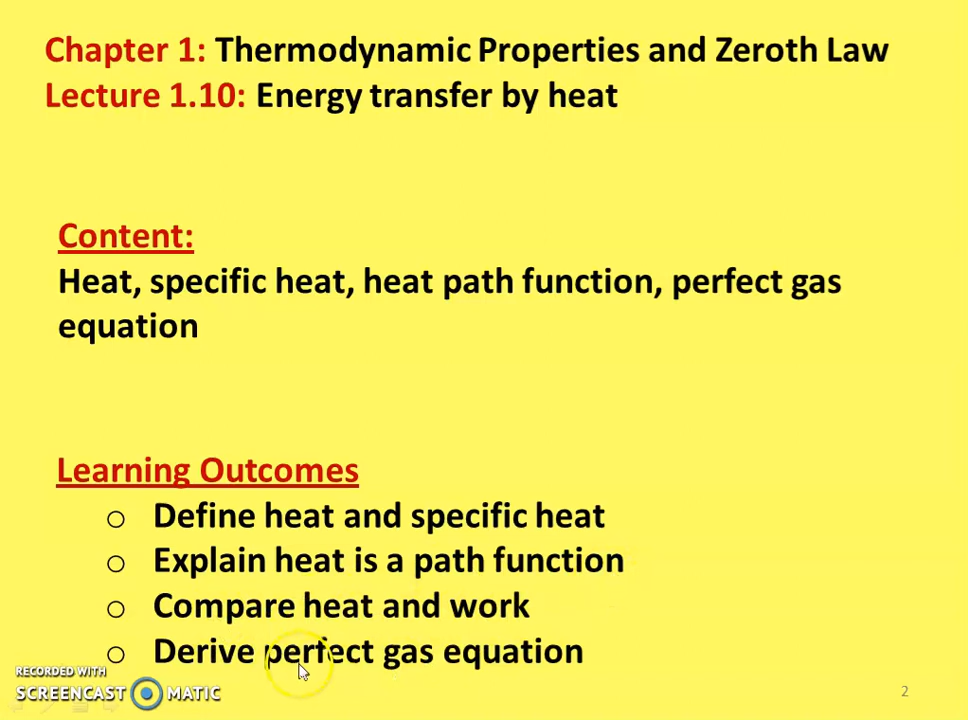 Chapter 1: Thermodynamic Properties and Zeroth Law
Lecture 1.10: Energy transfer by heat
Content:
Heat, specific heat, heat path function, perfect gas
equation
Learning Outcomes
o Define heat and specific heat
o Explain heat is a path function
o Compare heat and work
o Derive perfect gas equation
RECORDED WITH
SCREENCAST MATIC
2